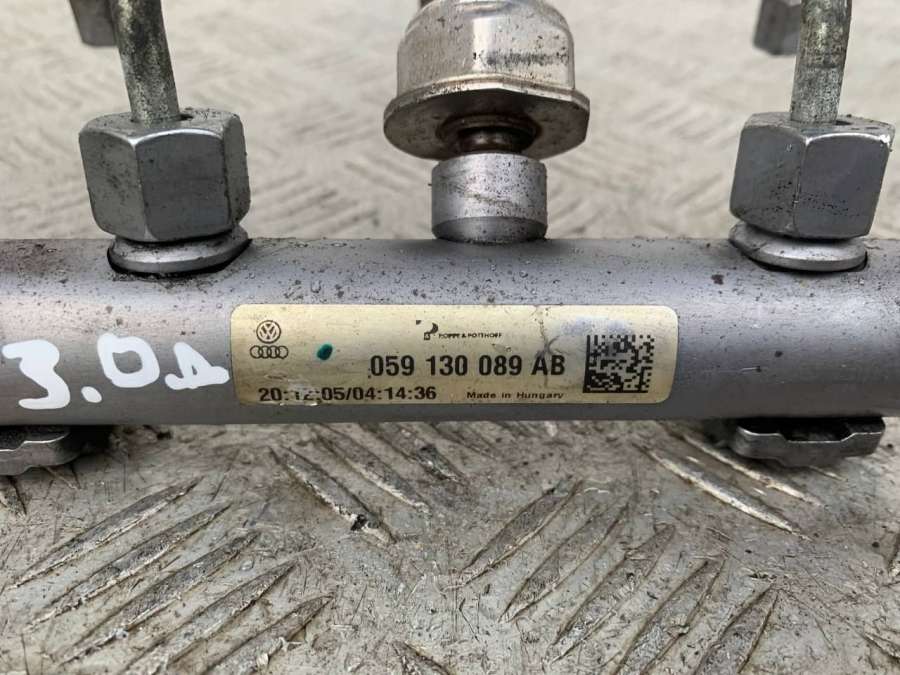 POPPE & POTTHOFF
059 130 089 AB
20:12:05/04:14:36 Made in Hungary
3.0D